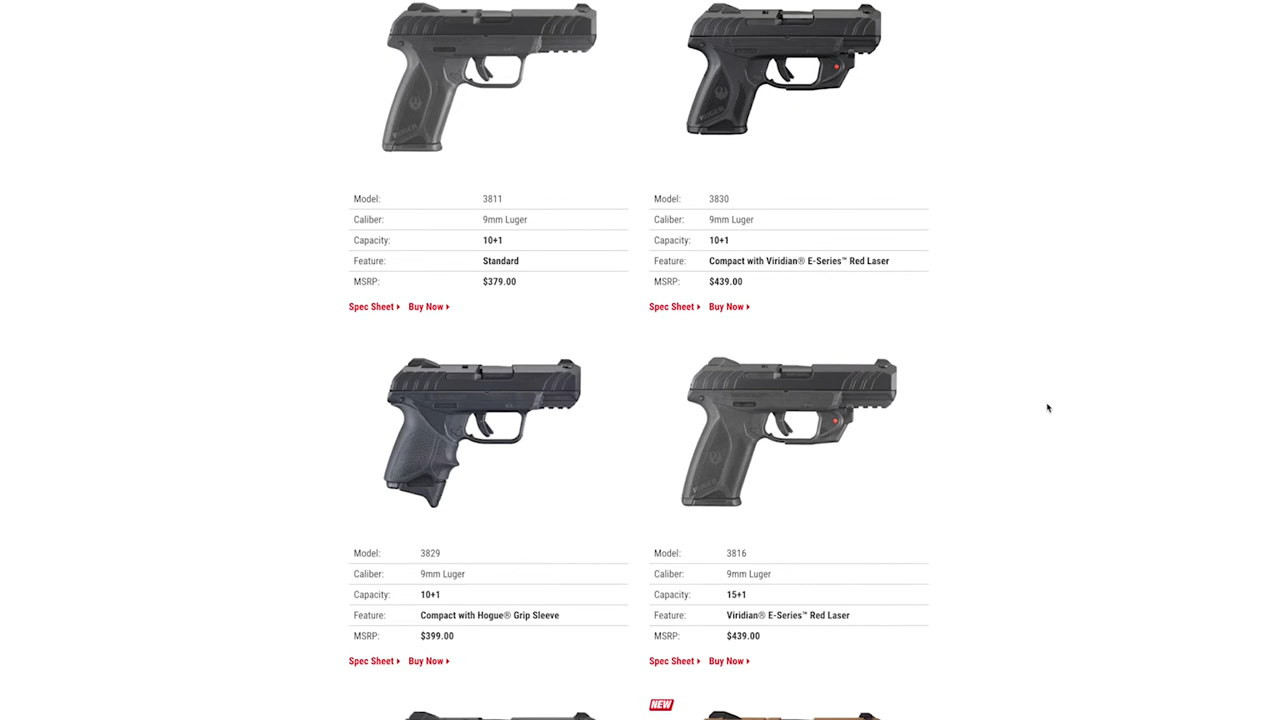 Model: 3811
Caliber: 9mm Luger
Capacity: 10+1
Feature: Standard
MSRP: $379.00
Spec Sheet Buy Now
Model: 3830
Caliber: 9mm Luger
Capacity: 10+1
Feature: Compact with Viridian® E-Series™ Red Laser
MSRP: $439.00
Spec Sheet Buy Now
Model: 3829
Caliber: 9mm Luger
Capacity: 10+1
Feature: Compact with Hogue® Grip Sleeve
MSRP: $399.00
Spec Sheet Buy Now
Model: 3816
Caliber: 9mm Luger
Capacity: 15+1
Feature: Viridian® E-Series™ Red Laser
MSRP: $439.00
Spec Sheet Buy Now
NEW